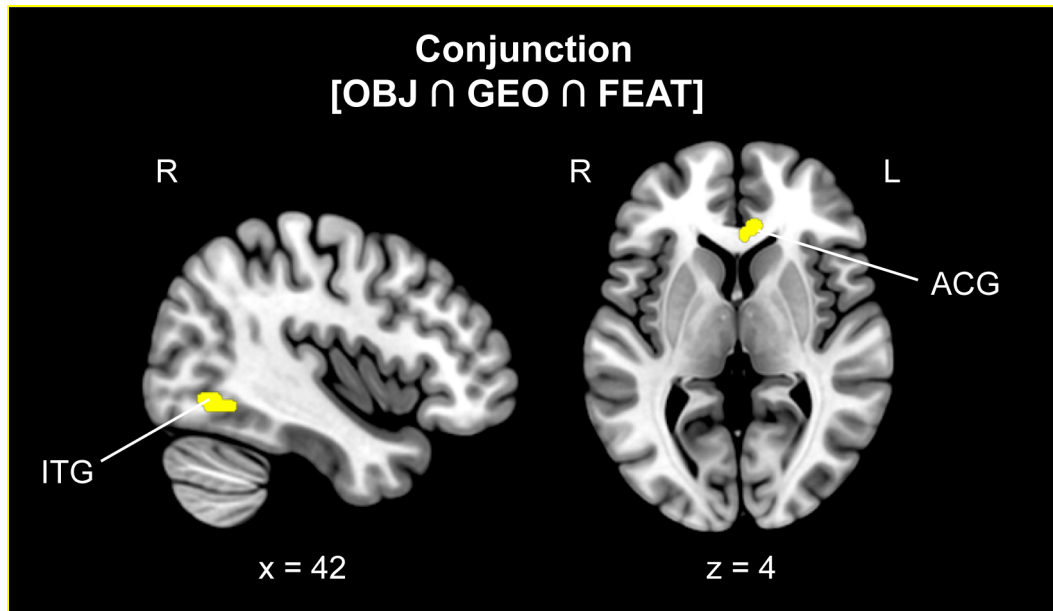 Conjunction
[OBJ ∩ GEO ∩ FEAT]
R
R
L
ACG
ITG
x = 42
z = 4